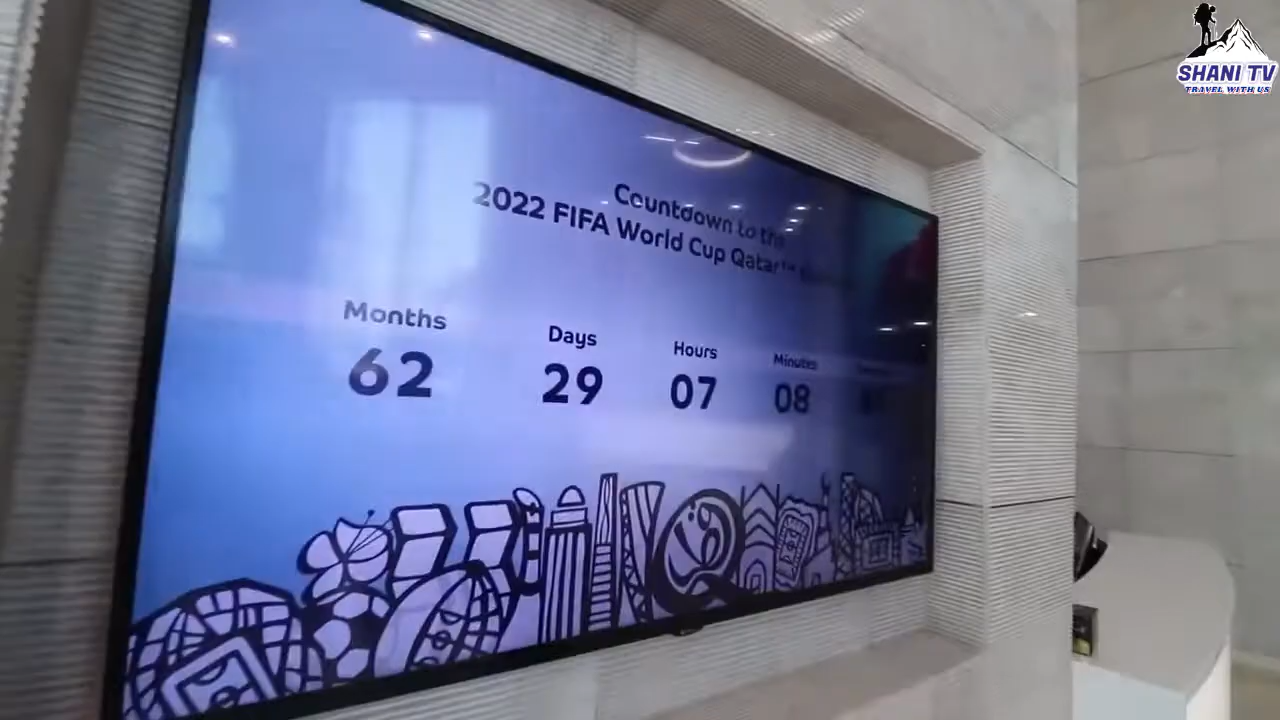 SHANI TV
TRAVEL WITH US
Countdown to the
2022 FIFA World Cup Qatar™
Months Days Hours Minutes
62 29 07 08